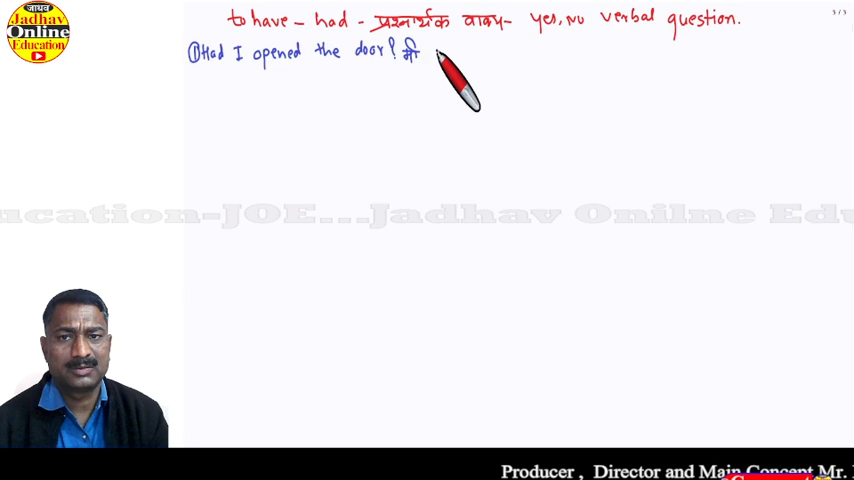 जाधव
Jadhav
Online
Education
to have – had - प्रश्नार्थक वाक्य - yes, no verbal question.
① Had I opened the door? मी
ucation-JOE...Jadhav Onilne Edu
Producer , Director and Main Concept Mr.